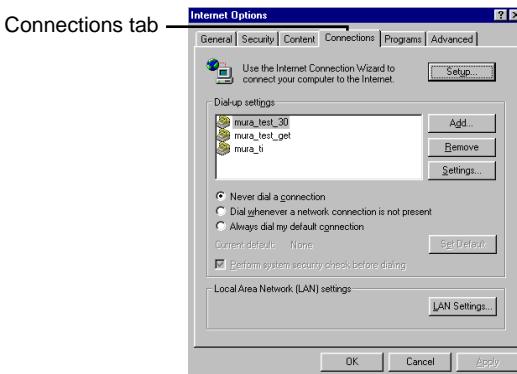 Connections tab
Internet Options
General Security Content Connections Programs Advanced
Use the Internet Connection Wizard to
connect your computer to the Internet.
Setup...
Dial-up settings
mura_test_30
mura_test_get
mura_ti
Add...
Remove
Settings...
Never dial a connection
Dial whenever a network connection is not present
Always dial my default connection
Current default: None
Set Default
Perform system security check before dialing
Local Area Network (LAN) settings
LAN Settings...
OK Cancel Apply